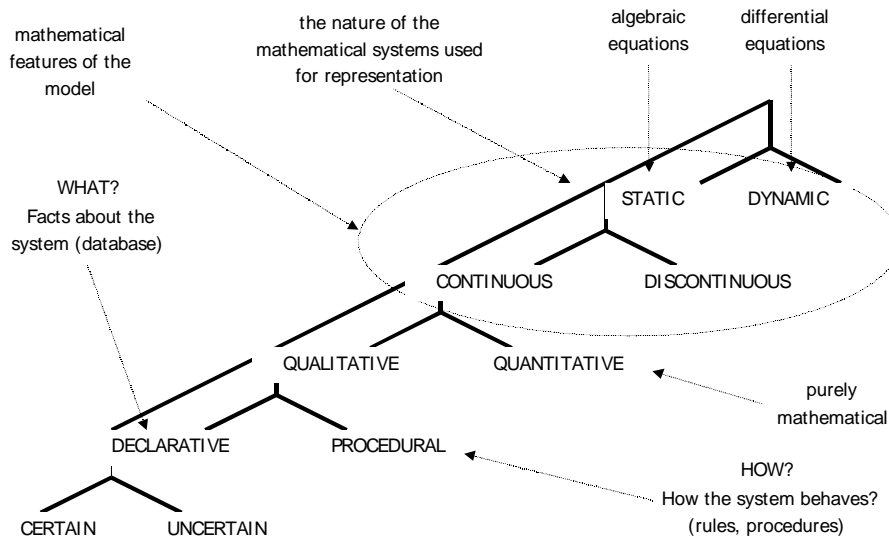 mathematical
features of the
model
the nature of the
mathematical systems used
for representation
algebraic
equations
differential
equations
WHAT?
Facts about the
system (database)
STATIC
DYNAMIC
CONTINUOUS
DISCONTINUOUS
QUALITATIVE
QUANTITATIVE
purely
mathematical
DECLARATIVE
PROCEDURAL
HOW?
How the system behaves?
(rules, procedures)
CERTAIN
UNCERTAIN